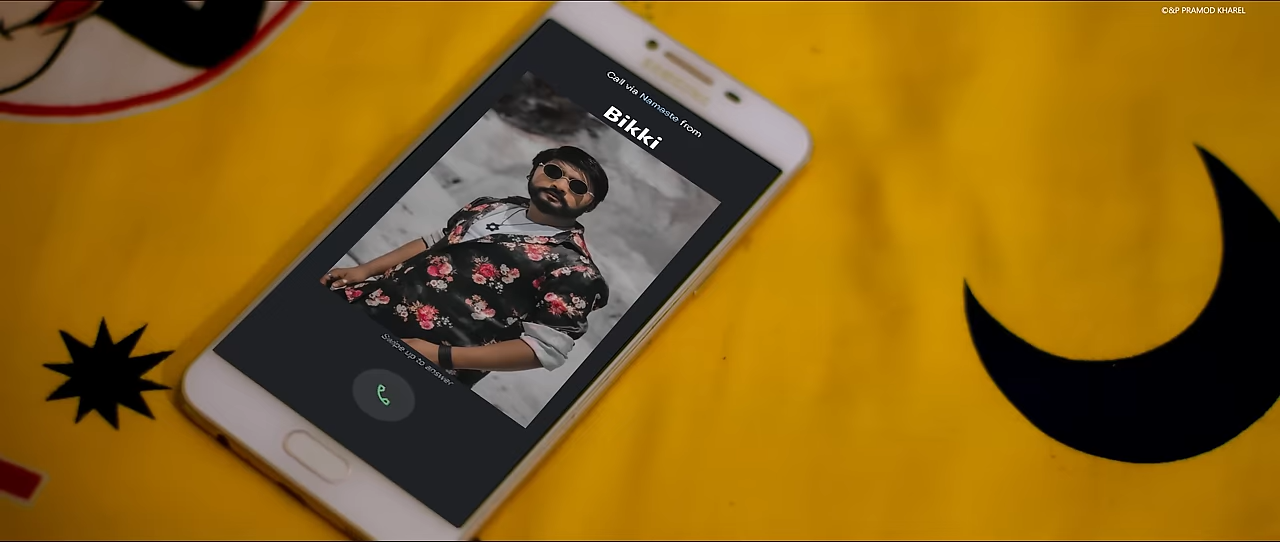 ©&P PRAMOD KHAREL
Call via Namaste from
Bikki
Swipe up to answer